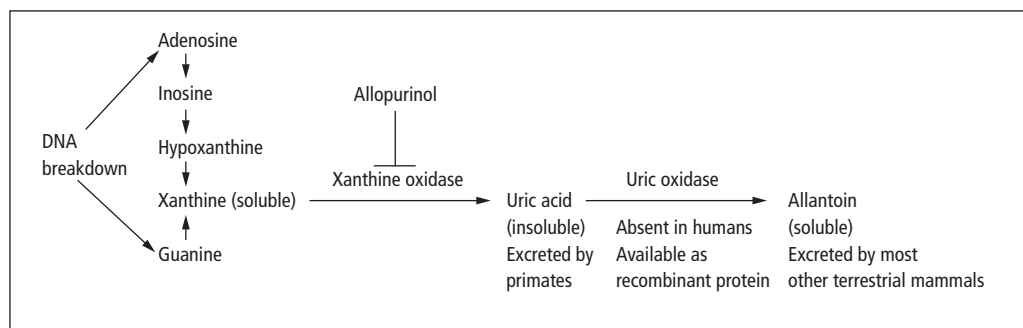 Adenosine
Inosine
Allopurinol
DNA
breakdown
Hypoxanthine
Xanthine (soluble)
Xanthine oxidase
Guanine
Uric acid
(insoluble)
Excreted by
primates
Uric oxidase
Absent in humans
Available as
recombinant protein
Allantoin
(soluble)
Excreted by most
other terrestrial mammals